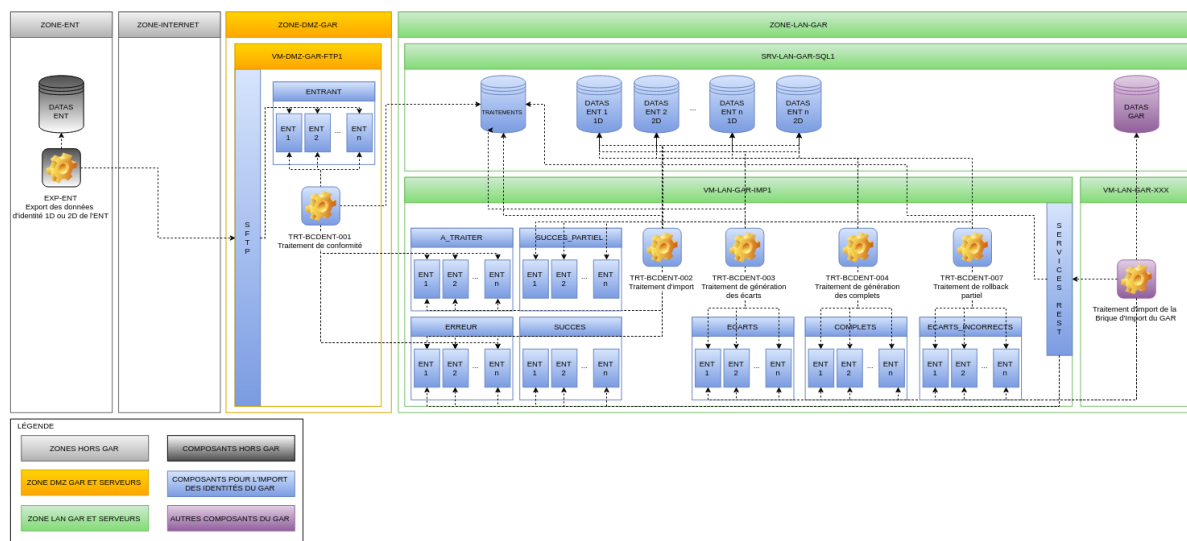 ZONE-ENT
ZONE-INTERNET
ZONE-DMZ-GAR
ZONE-LAN-GAR
VM-DMZ-GAR-FTP1
SRV-LAN-GAR-SQL1
DATAS
ENT
EXP-ENT
Export des données
d'identité 1D ou 2D de l'ENT
SFTP
ENTRANT
ENT
1
ENT
2
...
ENT
n
TRT-BCDENT-001
Traitement de conformité
TRAITEMENTS
DATAS
ENT 1
1D
DATAS
ENT 2
2D
...
DATAS
ENT n
1D
DATAS
ENT n
2D
DATAS
GAR
VM-LAN-GAR-IMP1
VM-LAN-GAR-XXX
A_TRAITER
ENT
1
ENT
2
...
ENT
n
SUCCES_PARTIEL
ENT
1
ENT
2
...
ENT
n
TRT-BCDENT-002
Traitement d'import
TRT-BCDENT-003
Traitement de génération
des écarts
TRT-BCDENT-004
Traitement de génération
des complets
TRT-BCDENT-007
Traitement de rollback
partiel
SERVICES REST
Traitement d'import de la
Brique d'import du GAR
ERREUR
ENT
1
ENT
2
...
ENT
n
SUCCES
ENT
1
ENT
2
...
ENT
n
ECARTS
ENT
1
ENT
2
...
ENT
n
COMPLETS
ENT
1
ENT
2
...
ENT
n
ECARTS_INCORRECTS
ENT
1
ENT
2
...
ENT
n
LÉGENDE
ZONES HORS GAR
COMPOSANTS HORS GAR
ZONE DMZ GAR ET SERVEURS
COMPOSANTS POUR L'IMPORT
DES IDENTITÉS DU GAR
ZONE LAN GAR ET SERVEURS
AUTRES COMPOSANTS DU GAR